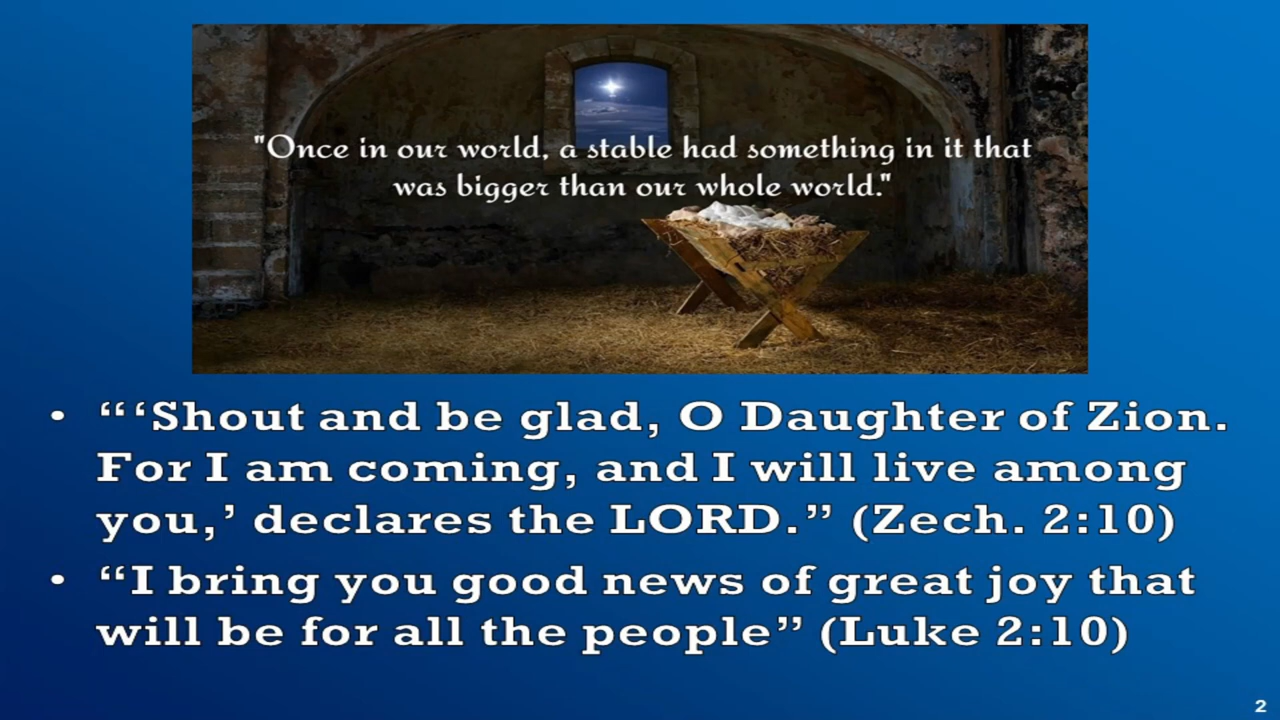 "Once in our world, a stable had something in it that
was bigger than our whole world."
• “‘Shout and be glad, O Daughter of Zion.
For I am coming, and I will live among
you,’ declares the LORD.” (Zech. 2:10)
• “I bring you good news of great joy that
will be for all the people” (Luke 2:10)
2